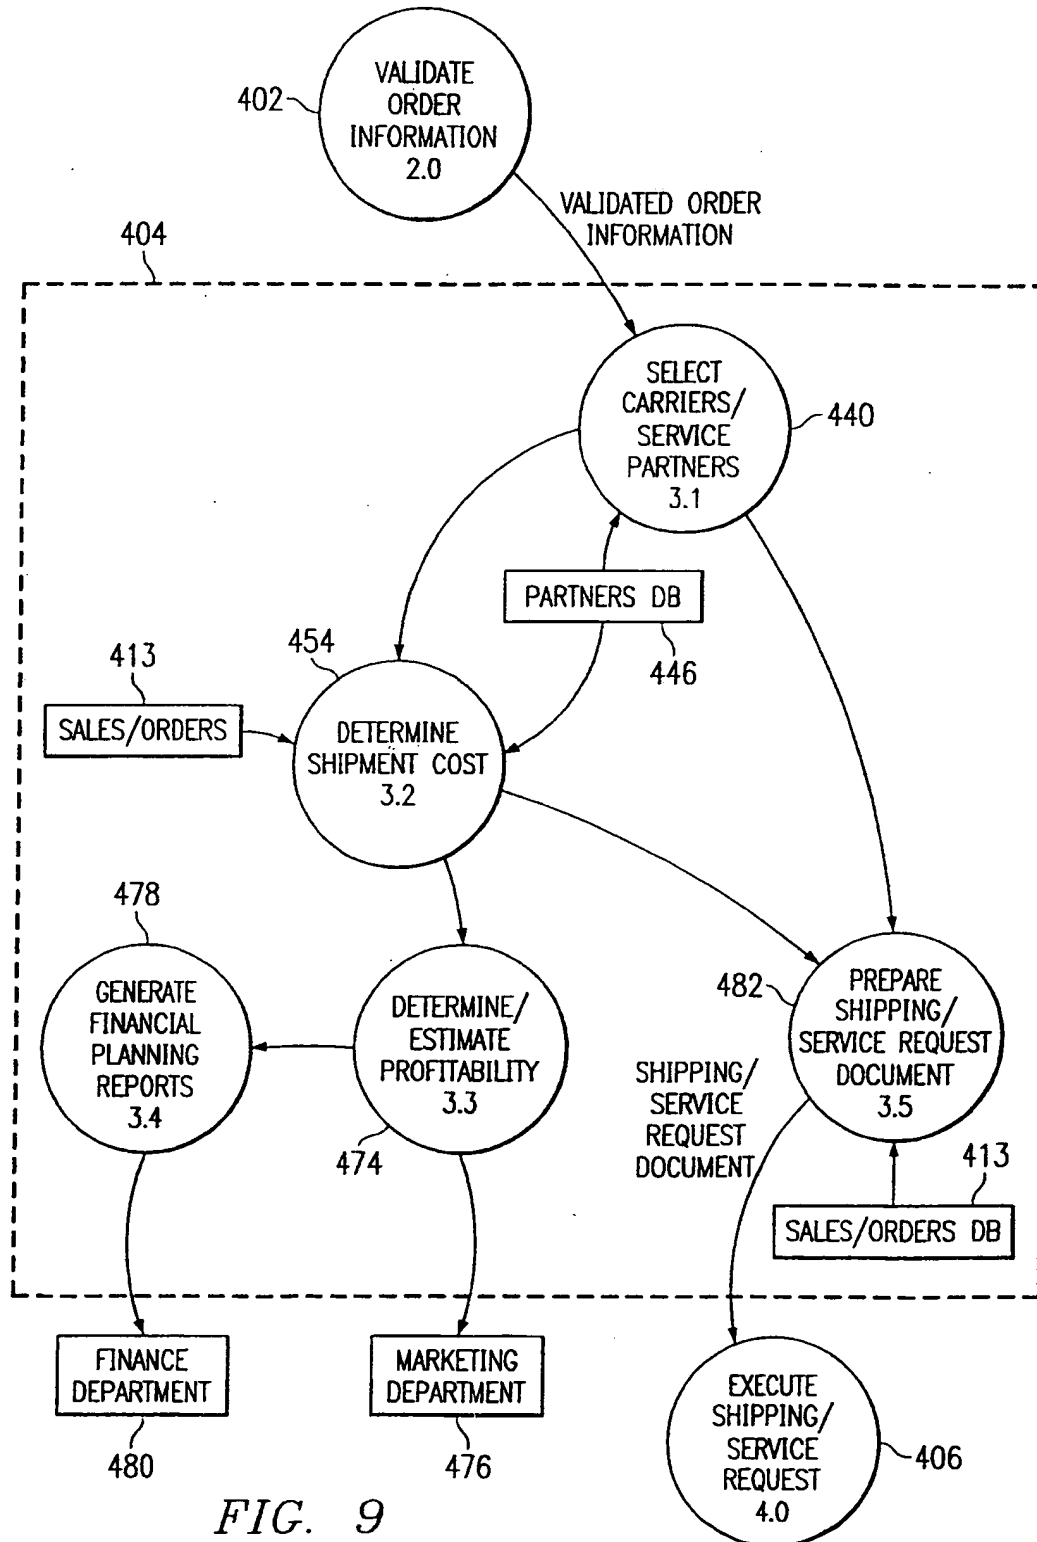 VALIDATE
ORDER
INFORMATION
2.0
402
VALIDATED ORDER
INFORMATION
404
SELECT
CARRIERS/
SERVICE
PARTNERS
3.1
440
PARTNERS DB
446
454
413
SALES/ORDERS
DETERMINE
SHIPMENT COST
3.2
478
GENERATE
FINANCIAL
PLANNING
REPORTS
3.4
DETERMINE/
ESTIMATE
PROFITABILITY
3.3
474
482
PREPARE
SHIPPING/
SERVICE REQUEST
DOCUMENT
3.5
SHIPPING/
SERVICE
REQUEST
DOCUMENT
413
SALES/ORDERS DB
FINANCE
DEPARTMENT
480
MARKETING
DEPARTMENT
476
EXECUTE
SHIPPING/
SERVICE
REQUEST
4.0
406
FIG. 9